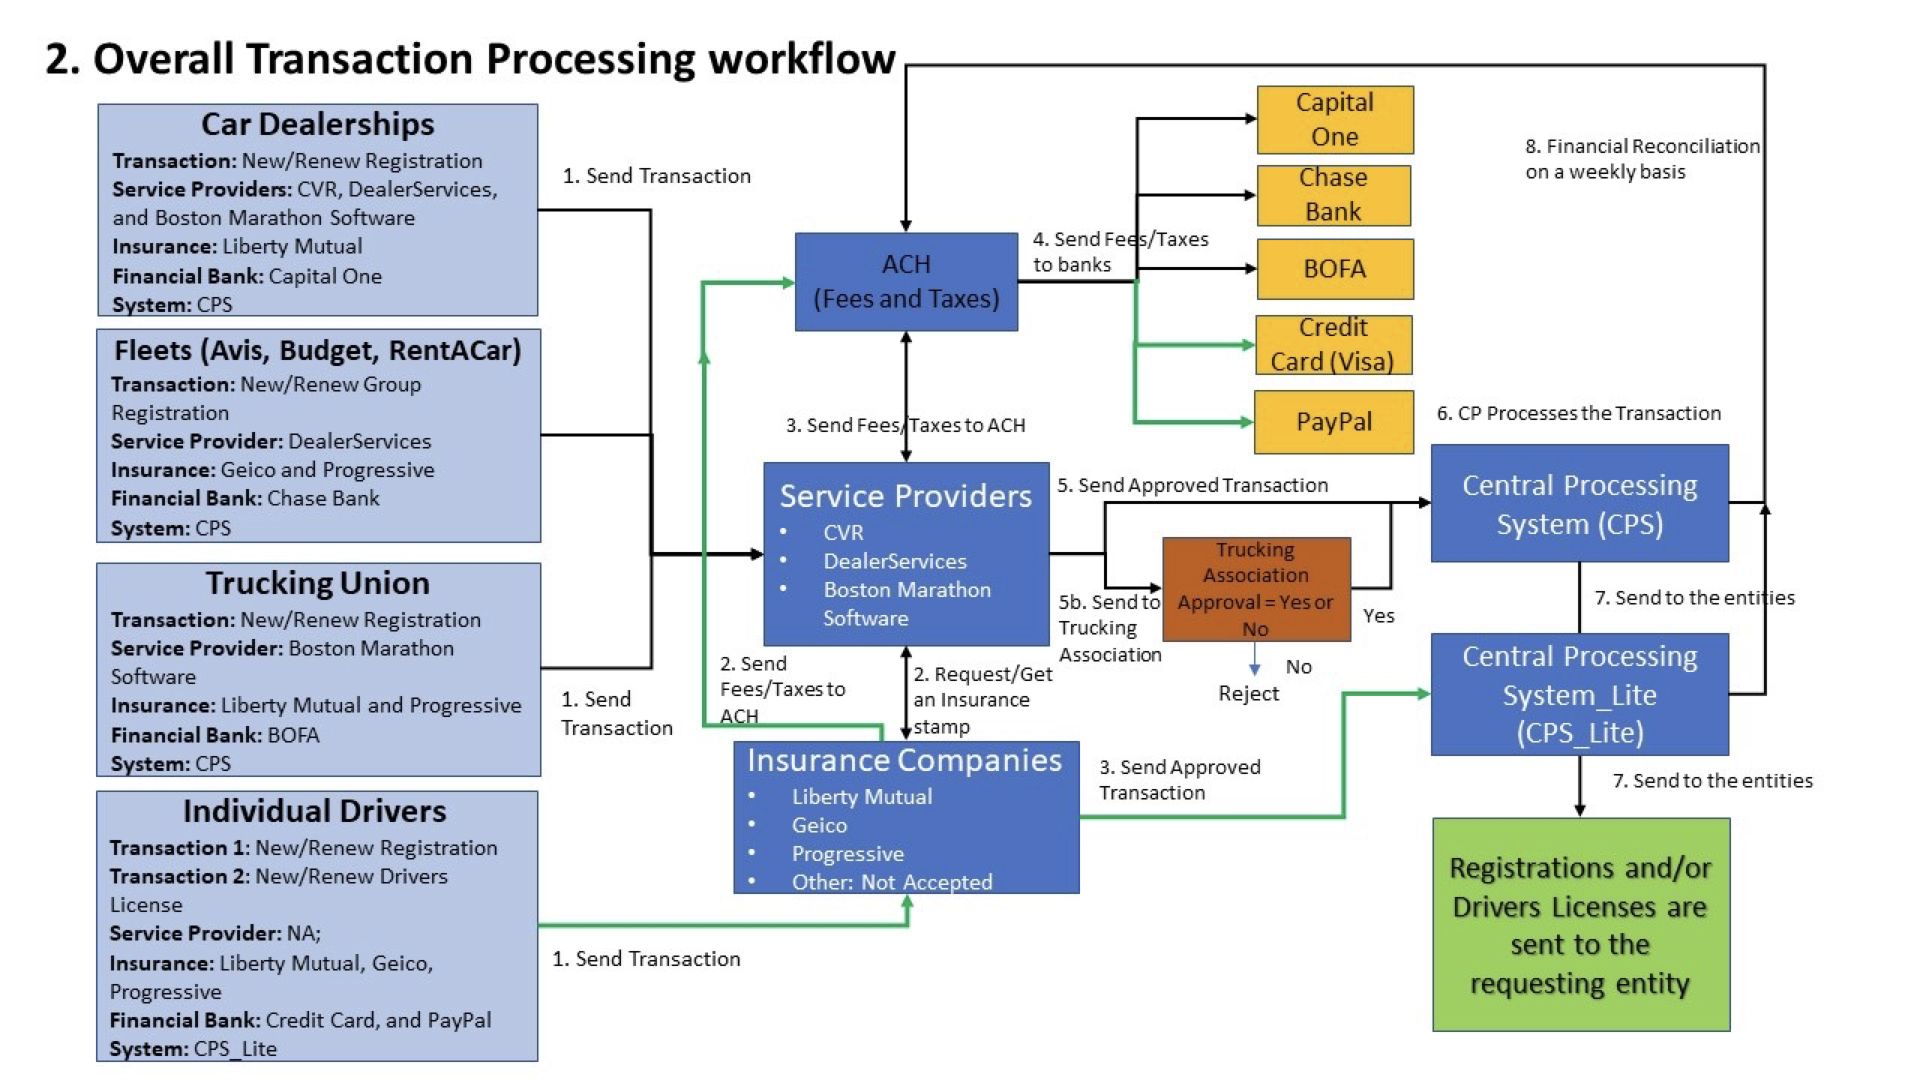 2. Overall Transaction Processing workflow
Car Dealerships
Transaction: New/Renew Registration
Service Providers: CVR, DealerServices,
and Boston Marathon Software
Insurance: Liberty Mutual
Financial Bank: Capital One
System: CPS
Fleets (Avis, Budget, RentACar)
Transaction: New/Renew Group
Registration
Service Provider: DealerServices
Insurance: Geico and Progressive
Financial Bank: Chase Bank
System: CPS
Trucking Union
Transaction: New/Renew Registration
Service Provider: Boston Marathon
Software
Insurance: Liberty Mutual and Progressive
Financial Bank: BOFA
System: CPS
Individual Drivers
Transaction 1: New/Renew Registration
Transaction 2: New/Renew Drivers
License
Service Provider: NA;
Insurance: Liberty Mutual, Geico,
Progressive
Financial Bank: Credit Card, and PayPal
System: CPS_Lite
1. Send Transaction
1. Send
Transaction
1. Send Transaction
2. Send
Fees/Taxes to
ACH
ACH
(Fees and Taxes)
3. Send Fees/Taxes to ACH
Service Providers
• CVR
• DealerServices
• Boston Marathon
Software
2. Request/Get
an Insurance
stamp
Insurance Companies
• Liberty Mutual
• Geico
• Progressive
• Other: Not Accepted
4. Send Fees/Taxes
to banks
Capital
One
Chase
Bank
BOFA
Credit
Card (Visa)
PayPal
5. Send Approved Transaction
5b. Send to
Trucking
Association
Trucking
Association
Approval = Yes or
No
Yes
No
Reject
3. Send Approved
Transaction
8. Financial Reconciliation
on a weekly basis
6. CP Processes the Transaction
Central Processing
System (CPS)
7. Send to the entities
Central Processing
System_Lite
(CPS_Lite)
7. Send to the entities
Registrations and/or
Drivers Licenses are
sent to the
requesting entity